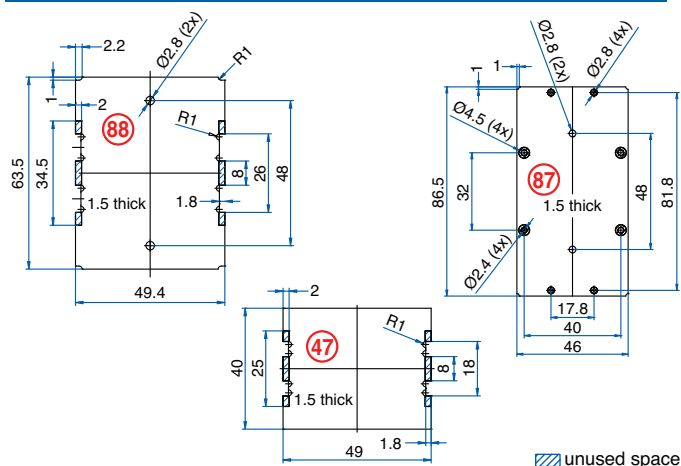 2.2
Ø2.8 (2x)
R1
1
2
88
R1
63.5
34.5
8
26
48
1.5 thick
1.8
49.4
1
1
Ø2.8 (2x)
Ø2.8 (4x)
Ø4.5 (4x)
87
86.5
32
1.5 thick
48
81.8
Ø2.4 (4x)
17.8
40
46
2
R1
47
40
25
8
18
1.5 thick
1.8
49
unused space